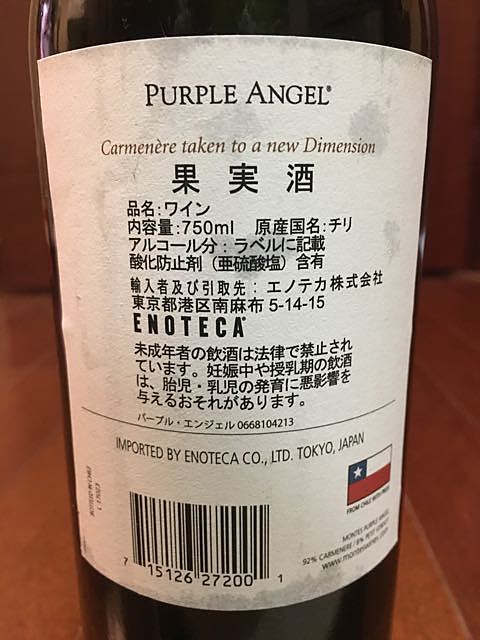 PURPLE ANGEL®
Carmenère taken to a new Dimension
果実酒
品名:ワイン
内容量:750ml 原産国名:チリ
アルコール分:ラベルに記載
酸化防止剤(亜硫酸塩)含有
輸入者及び引取先:エノテカ株式会社
東京都港区南麻布 5-14-15
ENOTECA®
未成年者の飲酒は法律で禁止され
ています。妊娠中や授乳期の飲酒
は、胎児・乳児の発育に悪影響を
与えるおそれがあります。
パープル・エンジェル 0668104213
IMPORTED BY ENOTECA CO., LTD. TOKYO, JAPAN
FROM CHILE WITH PRIDE
MONTES PURPLE ANGEL
92% CARMENERE / 8% PETIT VERDOT
7 15126 27200 1